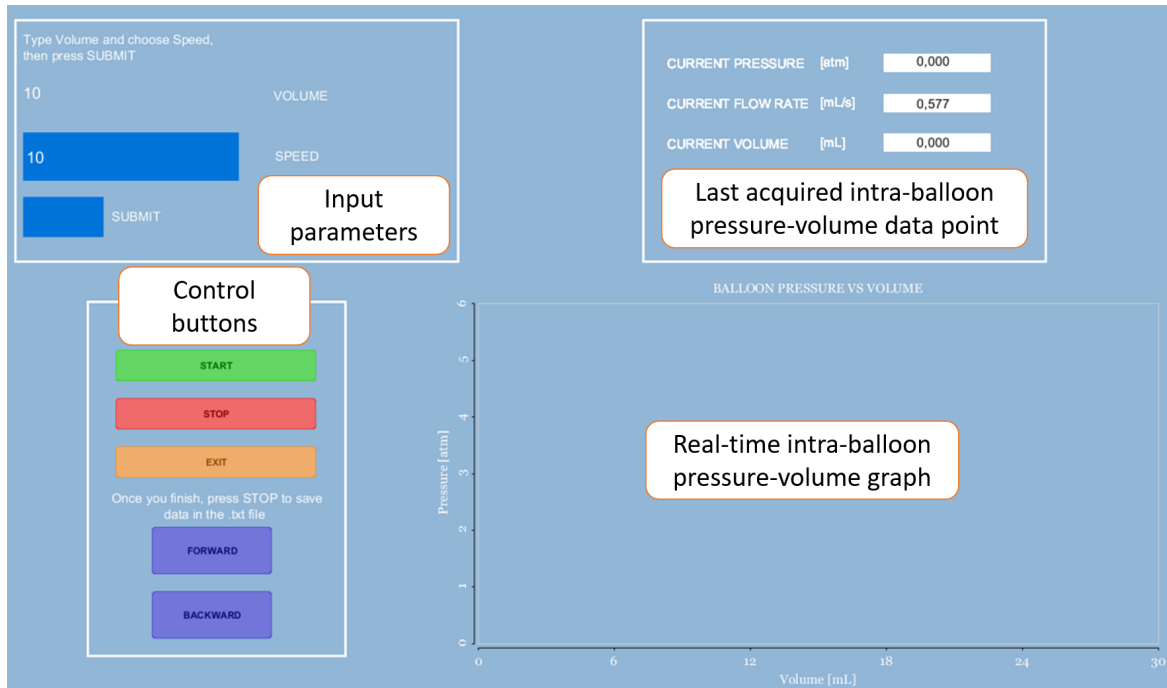 Type Volume and choose Speed,
then press SUBMIT
10
VOLUME
10
SPEED
SUBMIT
Input
parameters
CURRENT PRESSURE [atm] 0,000
CURRENT FLOW RATE [mL/s] 0,577
CURRENT VOLUME [mL] 0,000
Last acquired intra-balloon
pressure-volume data point
Control
buttons
START
STOP
EXIT
Once you finish, press STOP to save
data in the .txt file
FORWARD
BACKWARD
BALLOON PRESSURE VS VOLUME
6
5
4
3
2
1
0
Pressure [atm]
Real-time intra-balloon
pressure-volume graph
0 6 12 18 24 30
Volume [mL]